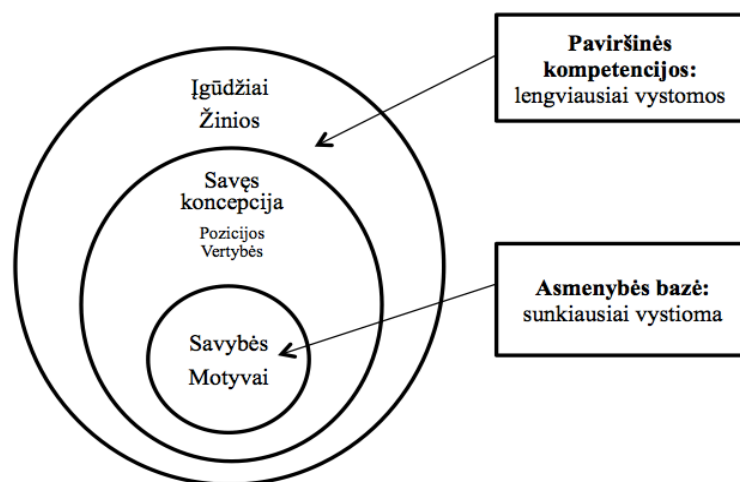 Įgūdžiai
Žinios
Savęs
koncepcija
Pozicijos
Vertybės
Savybės
Motyvai
Paviršinės
kompetencijos:
lengviausiai vystomos
Asmenybės bazė:
sunkiausiai vystioma